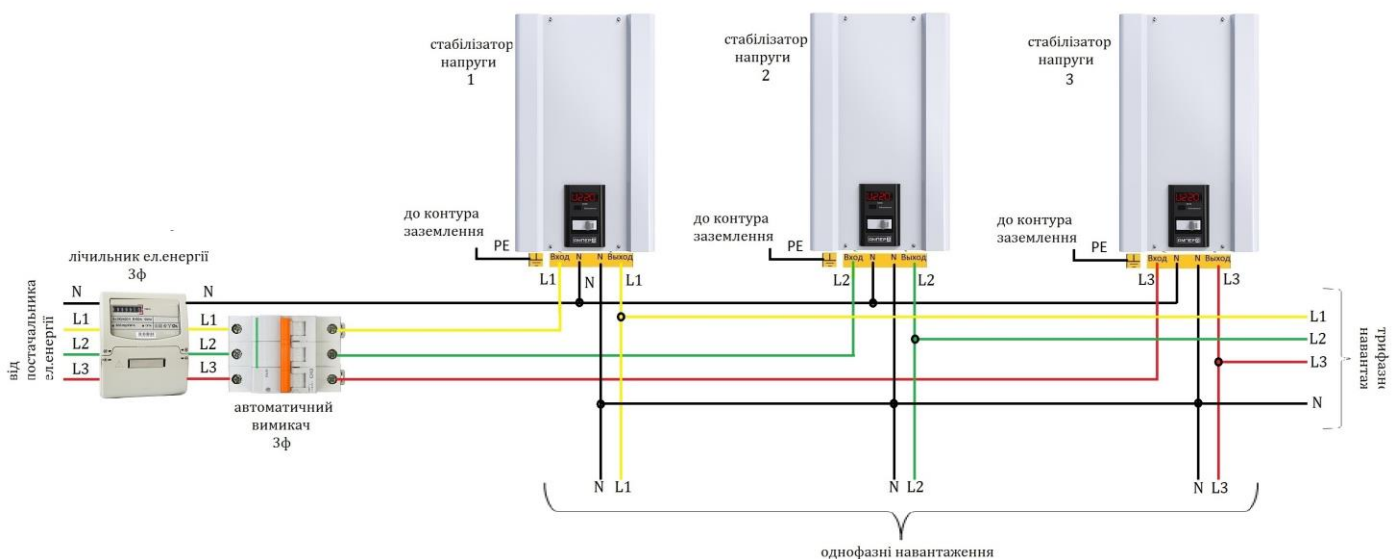 стабілізатор
напруги
1
стабілізатор
напруги
2
стабілізатор
напруги
3
до контура
заземлення
PE
до контура
заземлення
PE
до контура
заземлення
PE
Вход N N Выход
Вход N N Выход
Вход N N Выход
L1 N L1
L2 L2
L3 L3
лічильник ел.енергії
3ф
від
постачальника
ел.енергії
N N
L1 L1
L2 L2
L3 L3
автоматичний
вимикач
3ф
L1
L2
L3
N
трифазн
навантаж
N L1
N L2
N L3
однофазні навантаження